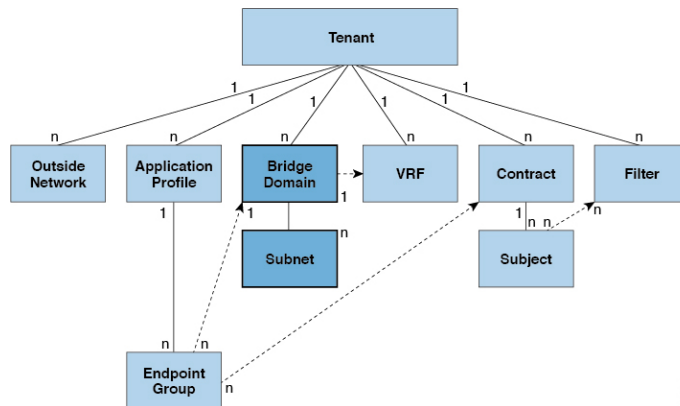 Tenant
1 1 1 1 1 1
n n n n n n
Outside Network
Application Profile
Bridge Domain
VRF
Contract
Filter
1 1 1 1 n
n n n
Subnet
Subject
n n n
Endpoint Group